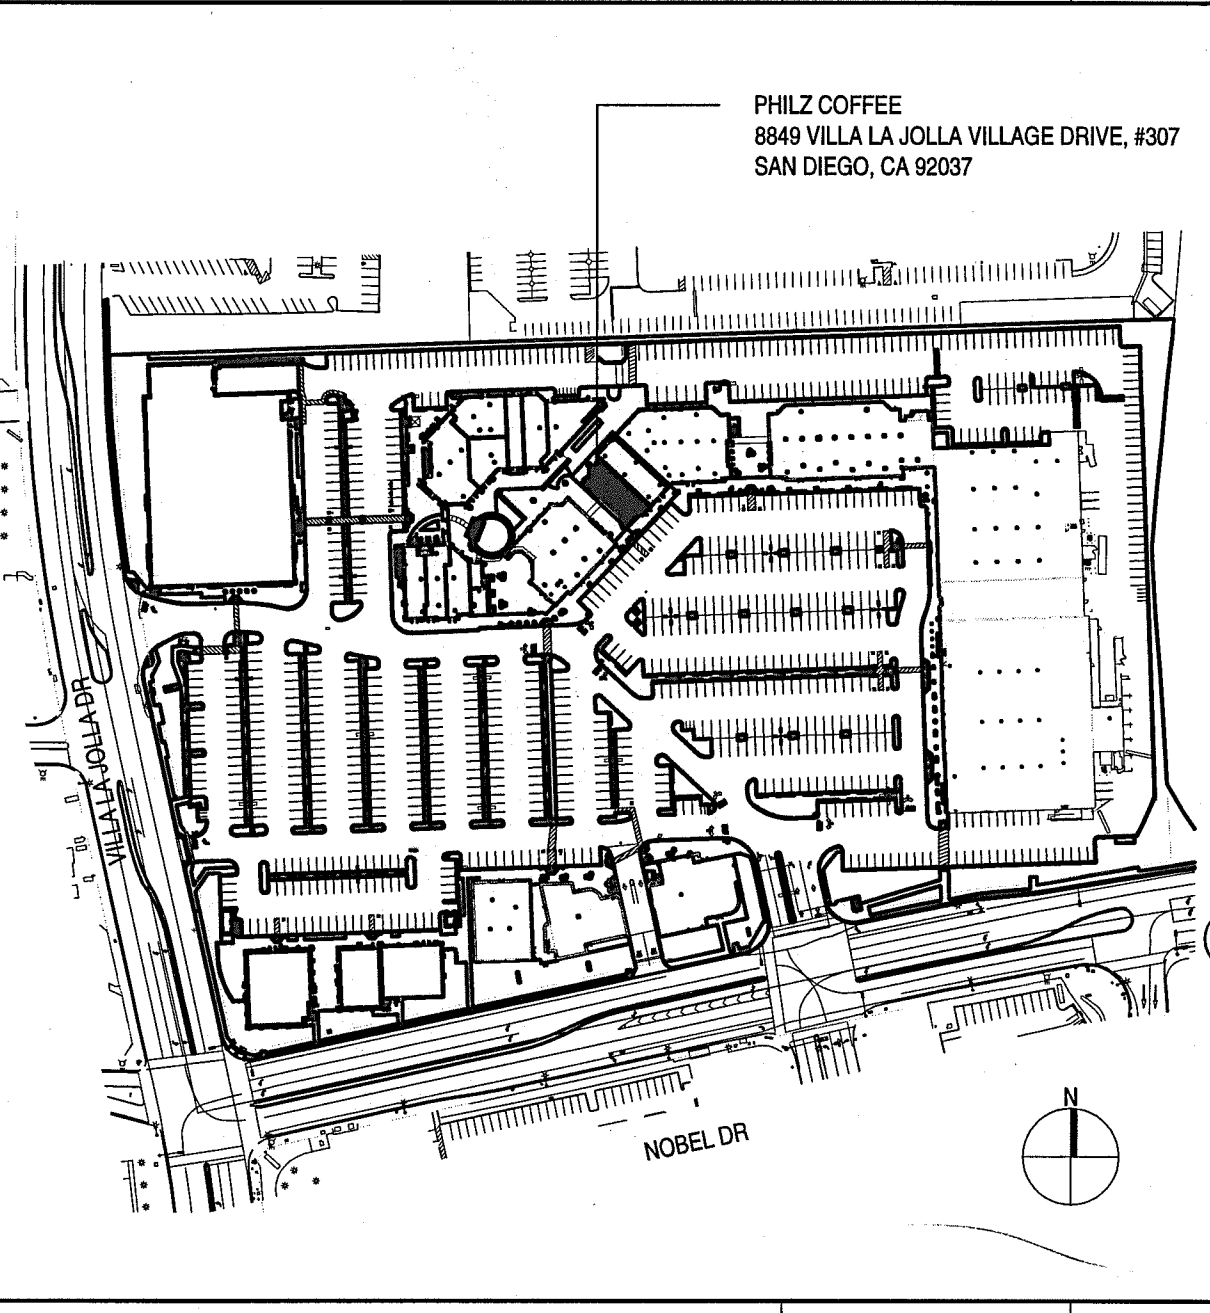 PHILZ COFFEE
8849 VILLA LA JOLLA VILLAGE DRIVE, #307
SAN DIEGO, CA 92037
VILLA LA JOLLA DR
NOBEL DR
N